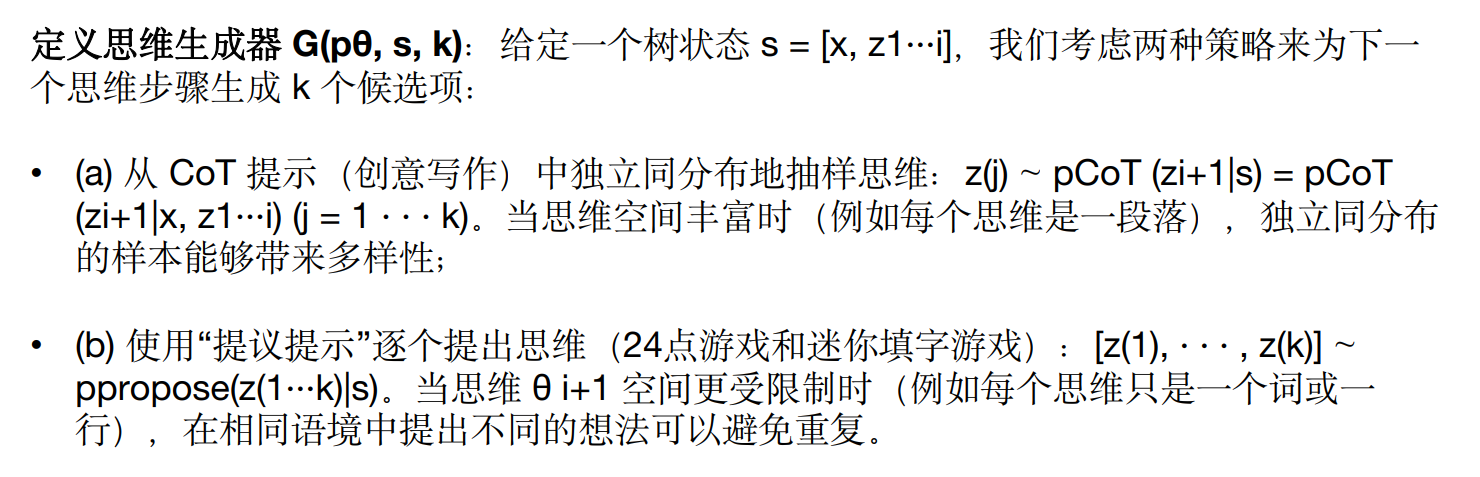 定义思维生成器 G(pθ, s, k)： 给定一个树状态 s = [x, z1···i]，我们考虑两种策略来为下一
个思维步骤生成 k 个候选项：
• (a) 从 CoT 提示（创意写作）中独立同分布地抽样思维：z(j) ~ pCoT (zi+1|s) = pCoT
(zi+1|x, z1···i) (j = 1 · · · k)。当思维空间丰富时（例如每个思维是一段落），独立同分布
的样本能够带来多样性；
• (b) 使用“提议提示”逐个提出思维（24点游戏和迷你填字游戏）：[z(1), · · · , z(k)] ~
ppropose(z(1···k)|s)。当思维 θ i+1 空间更受限制时（例如每个思维只是一个词或一
行），在相同语境中提出不同的想法可以避免重复。